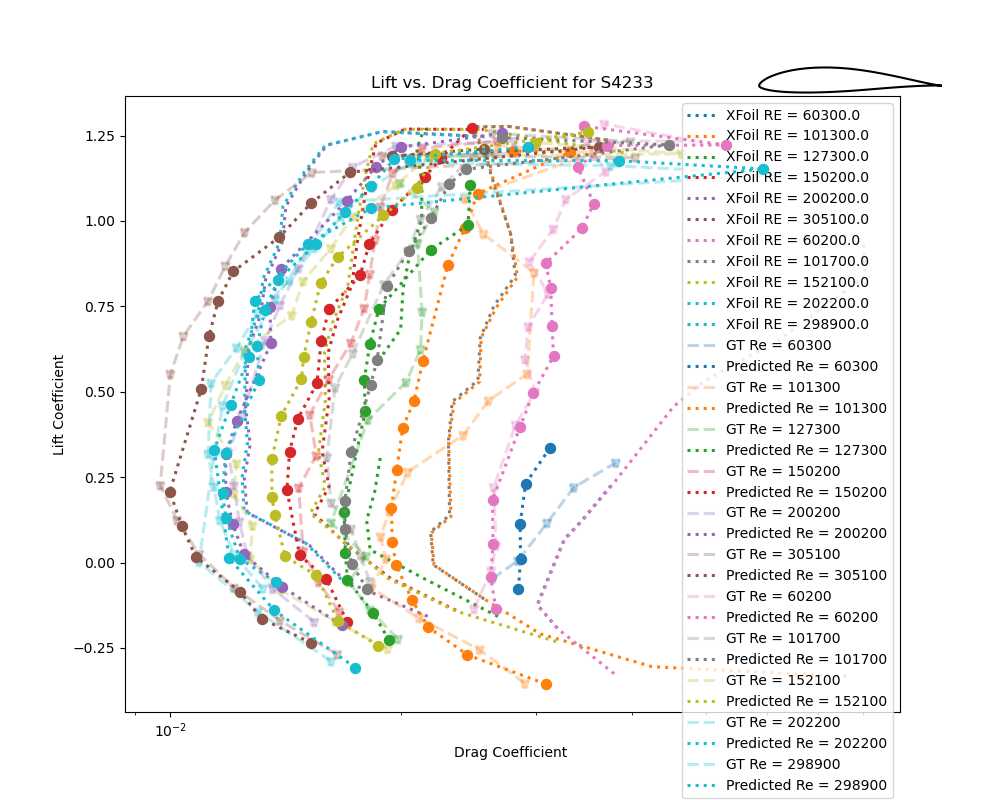 Lift vs. Drag Coefficient for S4233
XFoil RE = 60300.0
XFoil RE = 101300.0
XFoil RE = 127300.0
XFoil RE = 150200.0
XFoil RE = 200200.0
XFoil RE = 305100.0
XFoil RE = 60200.0
XFoil RE = 101700.0
XFoil RE = 152100.0
XFoil RE = 202200.0
XFoil RE = 298900.0
GT Re = 60300
Predicted Re = 60300
GT Re = 101300
Predicted Re = 101300
GT Re = 127300
Predicted Re = 127300
GT Re = 150200
Predicted Re = 150200
GT Re = 200200
Predicted Re = 200200
GT Re = 305100
Predicted Re = 305100
GT Re = 60200
Predicted Re = 60200
GT Re = 101700
Predicted Re = 101700
GT Re = 152100
Predicted Re = 152100
GT Re = 202200
Predicted Re = 202200
GT Re = 298900
Predicted Re = 298900
1.25
1.00
0.75
0.50
0.25
0.00
−0.25
Lift Coefficient
10⁻²
Drag Coefficient